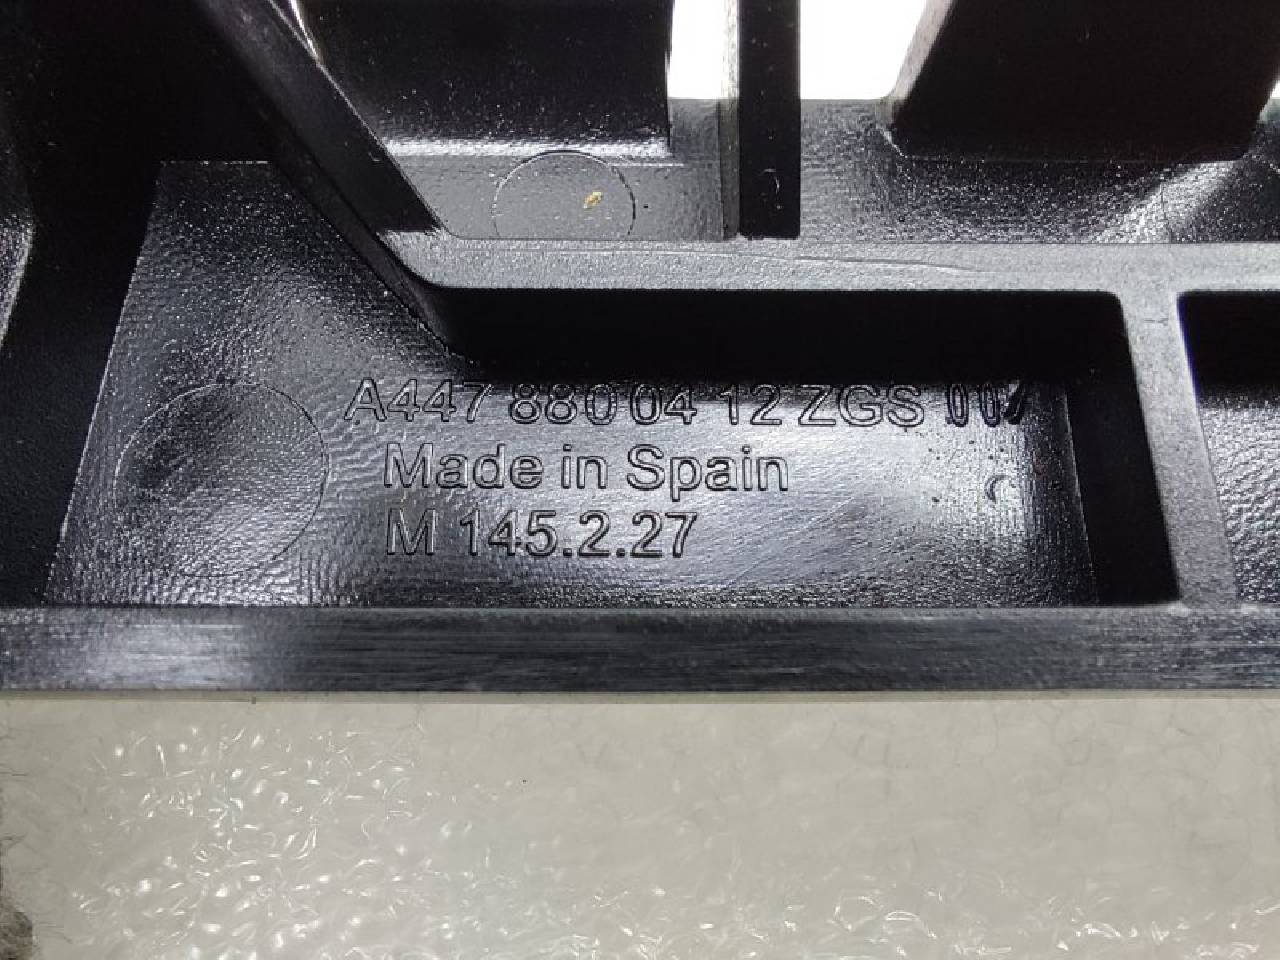 A447 880 04 12 ZGS 007
Made in Spain
M 145.2.27